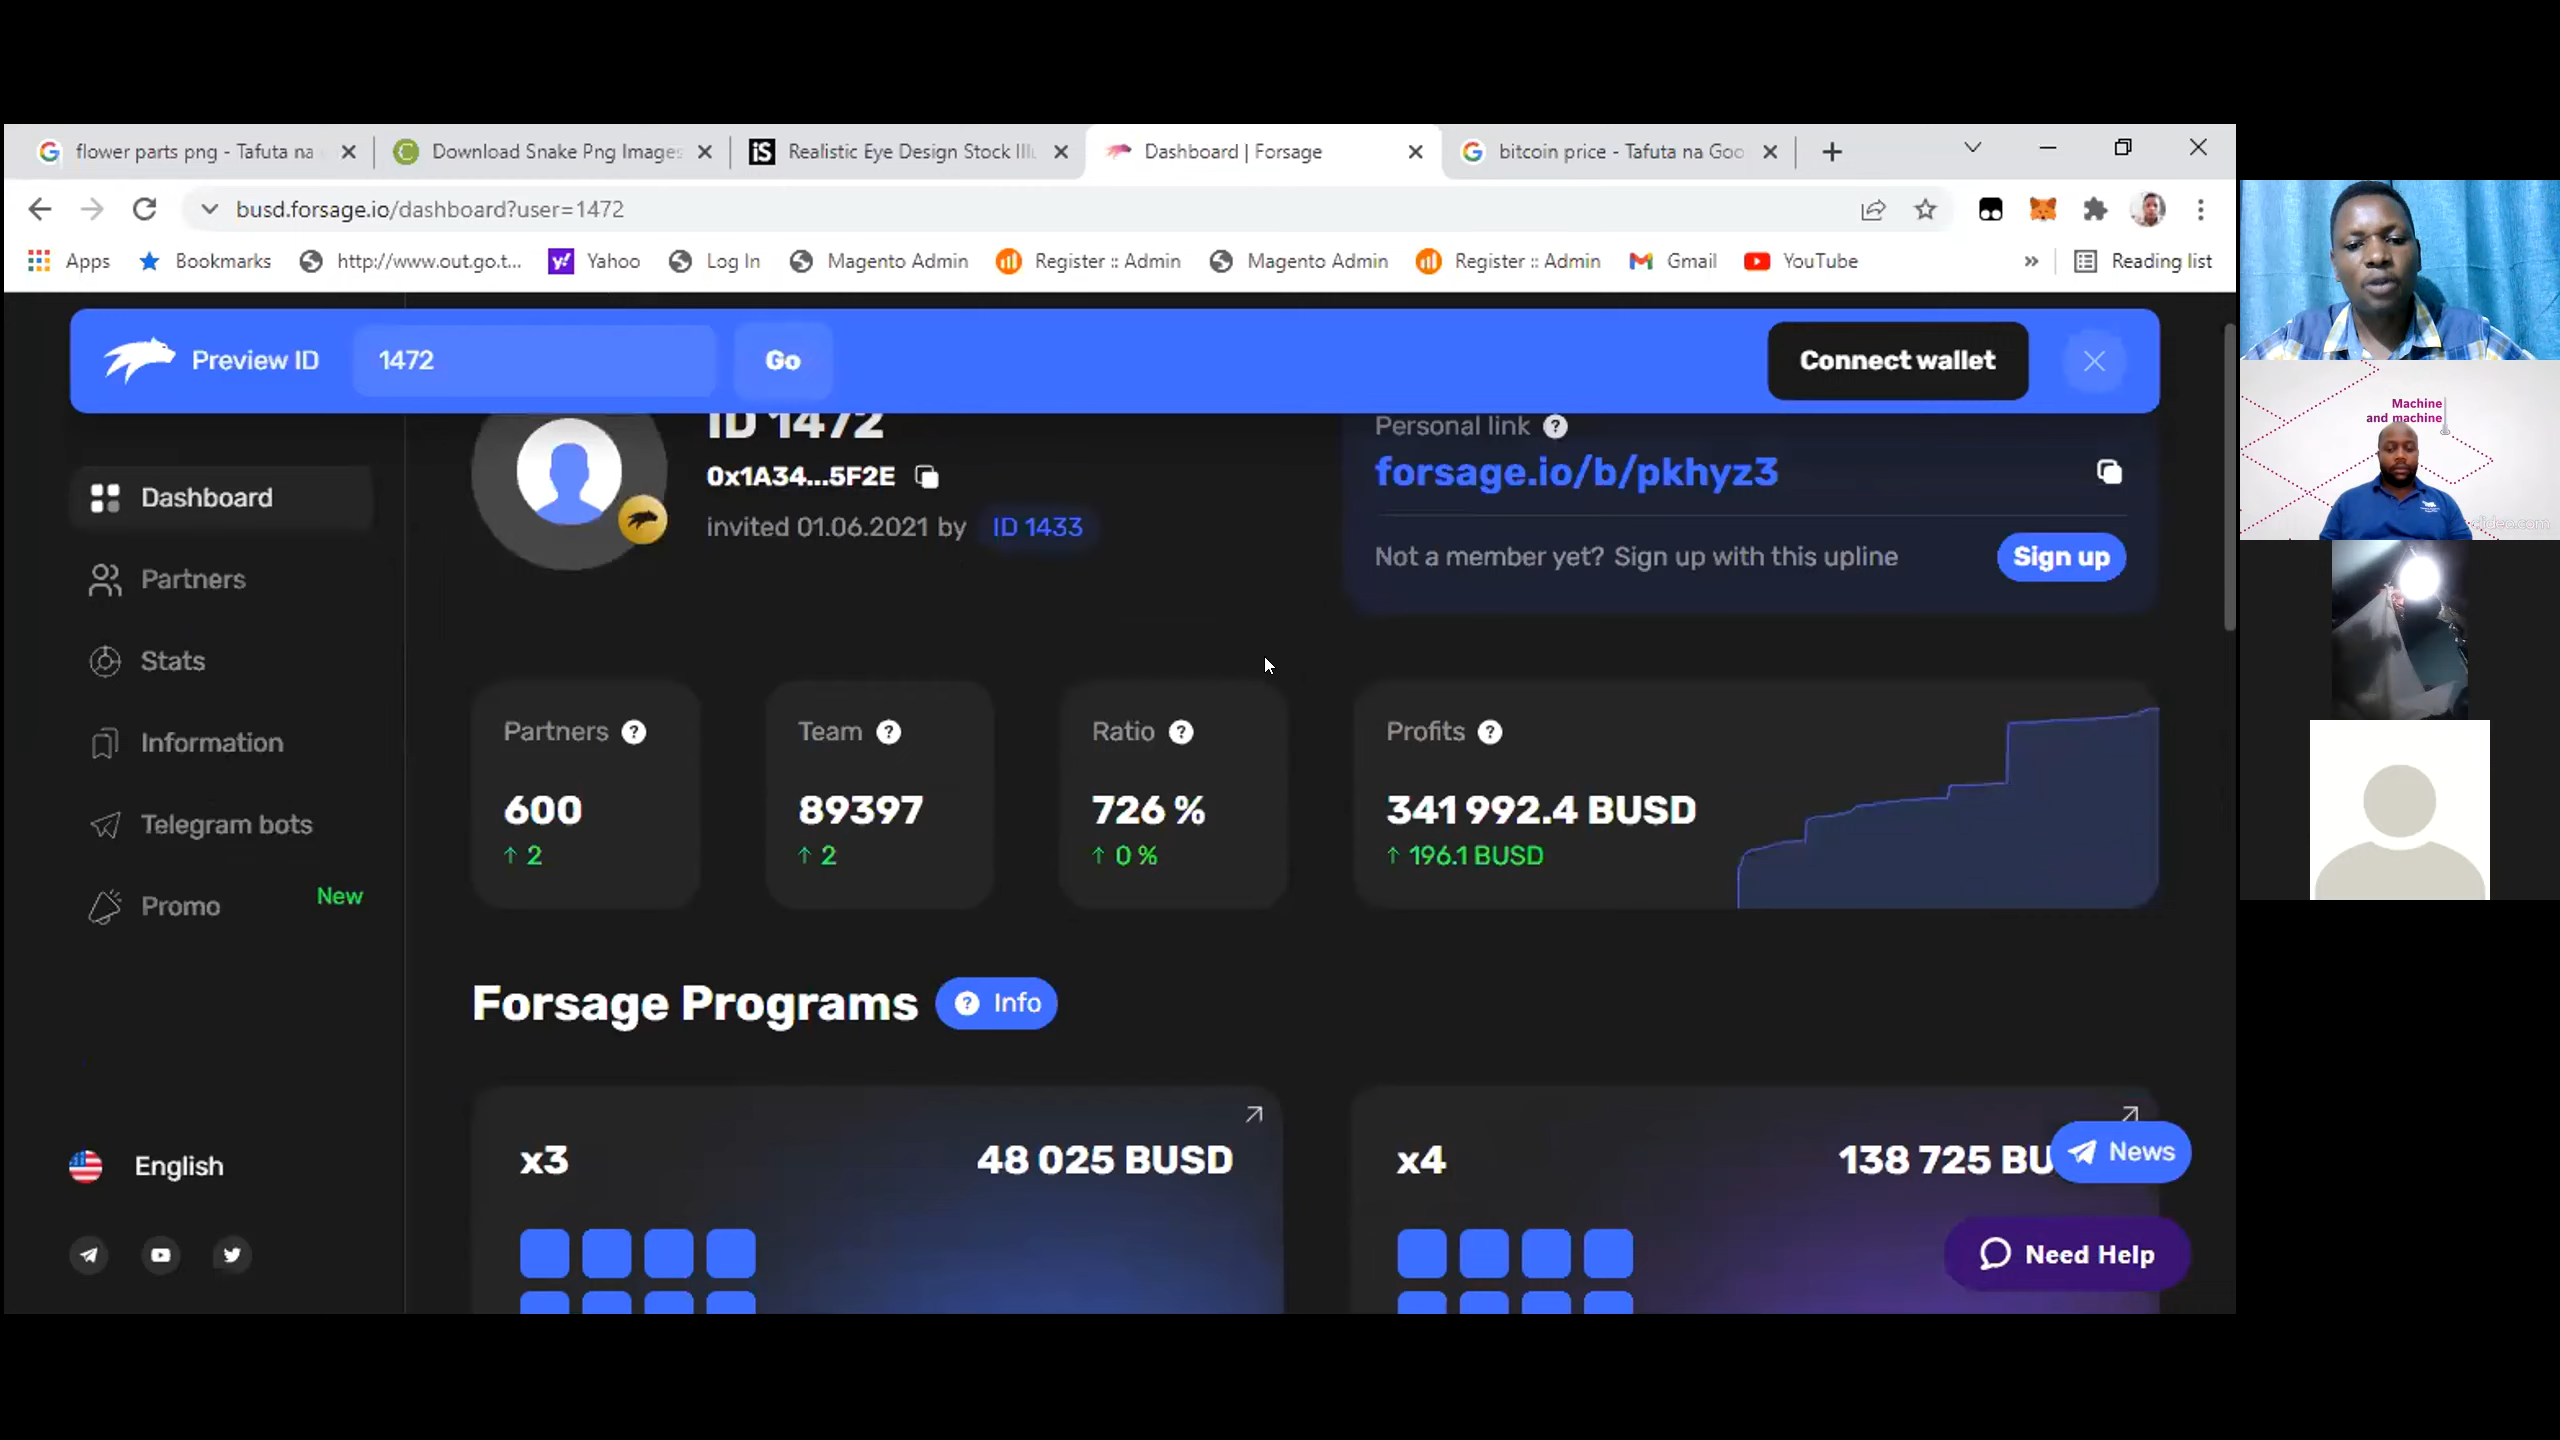 flower parts png - Tafuta na
Download Snake Png Images
iS Realistic Eye Design Stock Illu
Dashboard | Forsage
bitcoin price - Tafuta na Goo
busd.forsage.io/dashboard?user=1472
Apps
Bookmarks
http://www.out.go.t...
Yahoo
Log In
Magento Admin
Register :: Admin
Magento Admin
Register :: Admin
Gmail
YouTube
»
Reading list
Preview ID
1472
Go
Connect wallet
ID 1472
0x1A34...5F2E
invited 01.06.2021 by ID 1433
Personal link ?
forsage.io/b/pkhyz3
Not a member yet? Sign up with this upline
Sign up
Dashboard
Partners
Stats
Information
Telegram bots
Promo
New
English
Partners ?
600
↑ 2
Team ?
89397
↑ 2
Ratio ?
726 %
↑ 0 %
Profits ?
341 992.4 BUSD
↑ 196.1 BUSD
Forsage Programs
? Info
x3
48 025 BUSD
x4
138 725 BU
News
Need Help
Machine
and machine